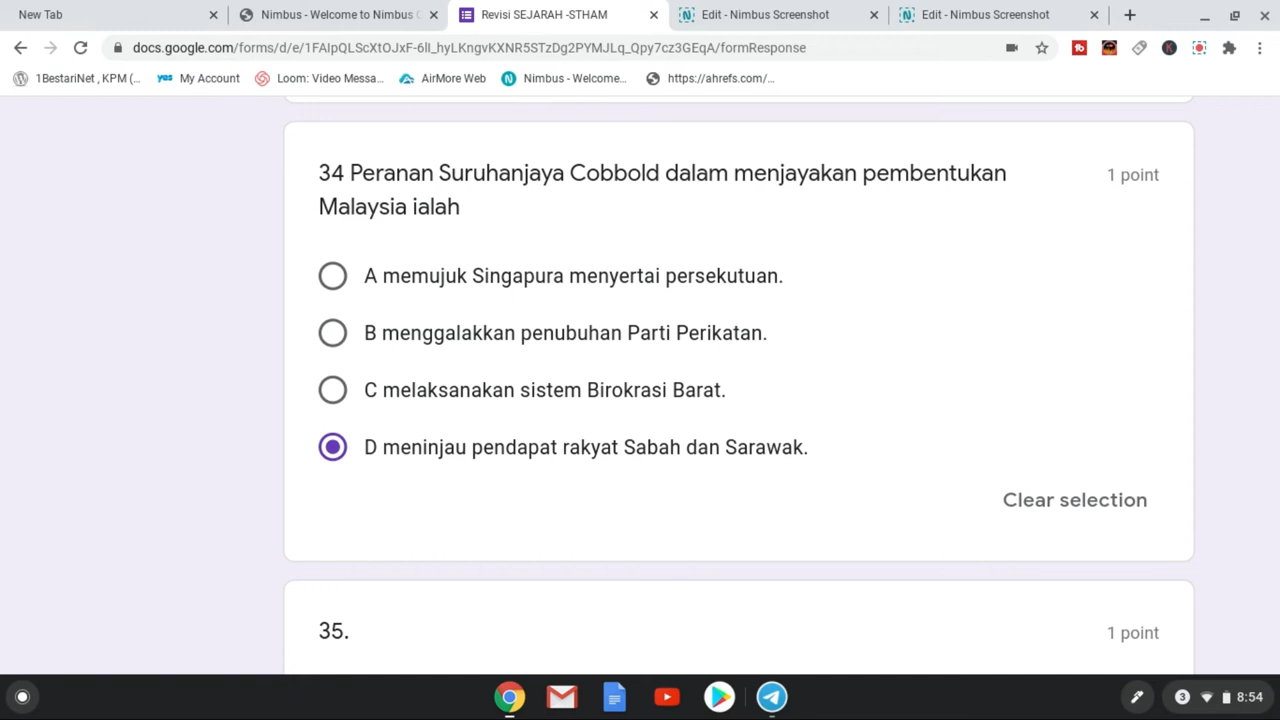 New Tab
Nimbus - Welcome to Nimbus
Revisi SEJARAH -STHAM
Edit - Nimbus Screenshot
Edit - Nimbus Screenshot
docs.google.com/forms/d/e/1FAIpQLScXtOJxF-6lI_hyLKngvHXNR5STzDg2PYMJLq_Qpy7cz3GEqA/formResponse
1BestariNet , KPM (...
yes My Account
Loom: Video Messa...
AirMore Web
Nimbus - Welcome...
https://ahrefs.com/...
34 Peranan Suruhanjaya Cobbold dalam menjayakan pembentukan
Malaysia ialah
1 point
A memujuk Singapura menyertai persekutuan.
B menggalakkan penubuhan Parti Perikatan.
C melaksanakan sistem Birokrasi Barat.
D meninjau pendapat rakyat Sabah dan Sarawak.
Clear selection
35.
1 point
3
8:54